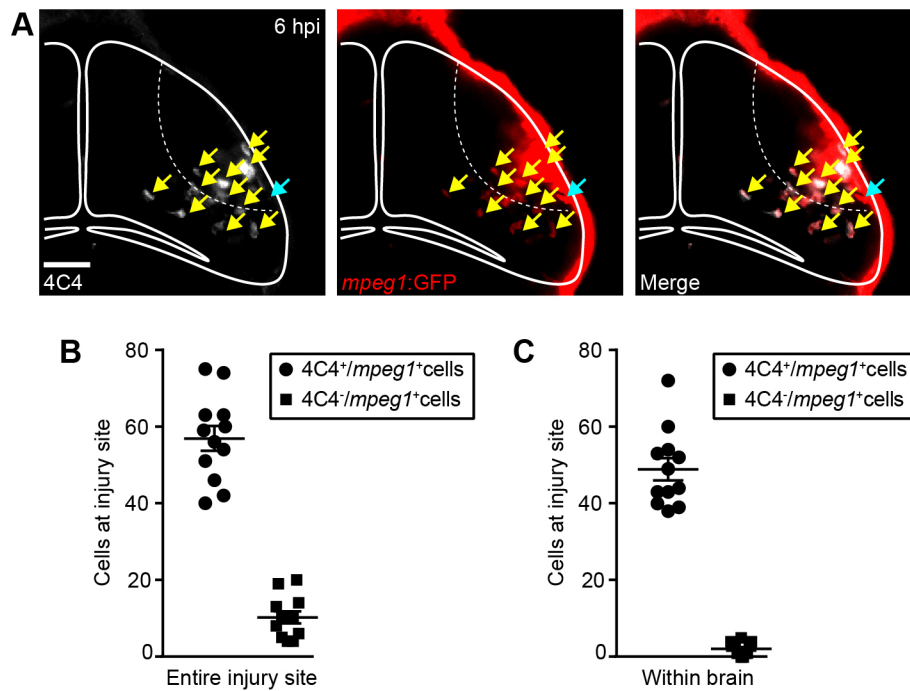 A
6 hpi
4C4
mpeg1:GFP
Merge
B
80
60
40
20
0
Cells at injury site
4C4⁺/mpeg1⁺cells
4C4⁻/mpeg1⁺cells
Entire injury site
C
80
60
40
20
0
Cells at injury site
4C4⁺/mpeg1⁺cells
4C4⁻/mpeg1⁺cells
Within brain